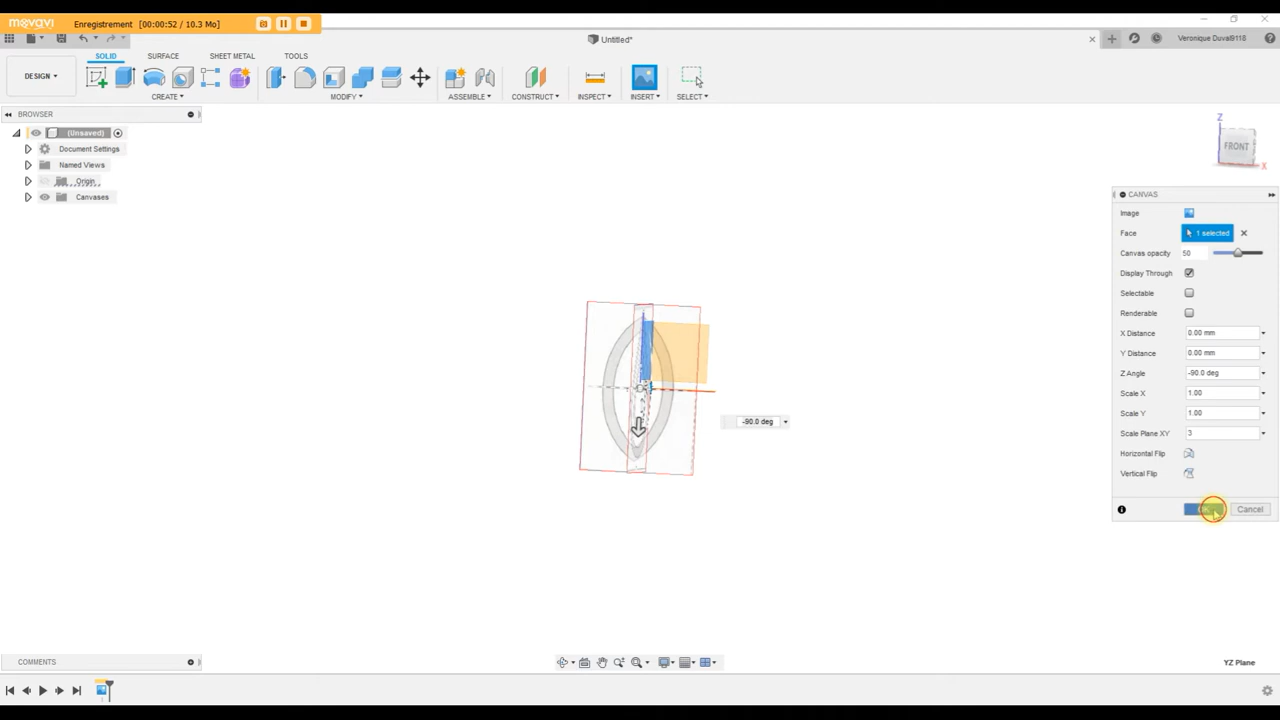 movavi Enregistrement [00:00:52 / 10.3 Mo]
Untitled*
Veronique Duval9118
DESIGN
SOLID SURFACE SHEET METAL TOOLS
CREATE MODIFY ASSEMBLE CONSTRUCT INSPECT INSERT SELECT
BROWSER
(Unsaved)
Document Settings
Named Views
Origin
Canvases
Z
FRONT
X
CANVAS
Image
Face 1 selected
Canvas opacity 50
Display Through
Selectable
Renderable
X Distance 0.00 mm
Y Distance 0.00 mm
Z Angle -90.0 deg
Scale X 1.00
Scale Y 1.00
Scale Plane XY 3
Horizontal Flip
Vertical Flip
OK Cancel
-90.0 deg
COMMENTS
YZ Plane